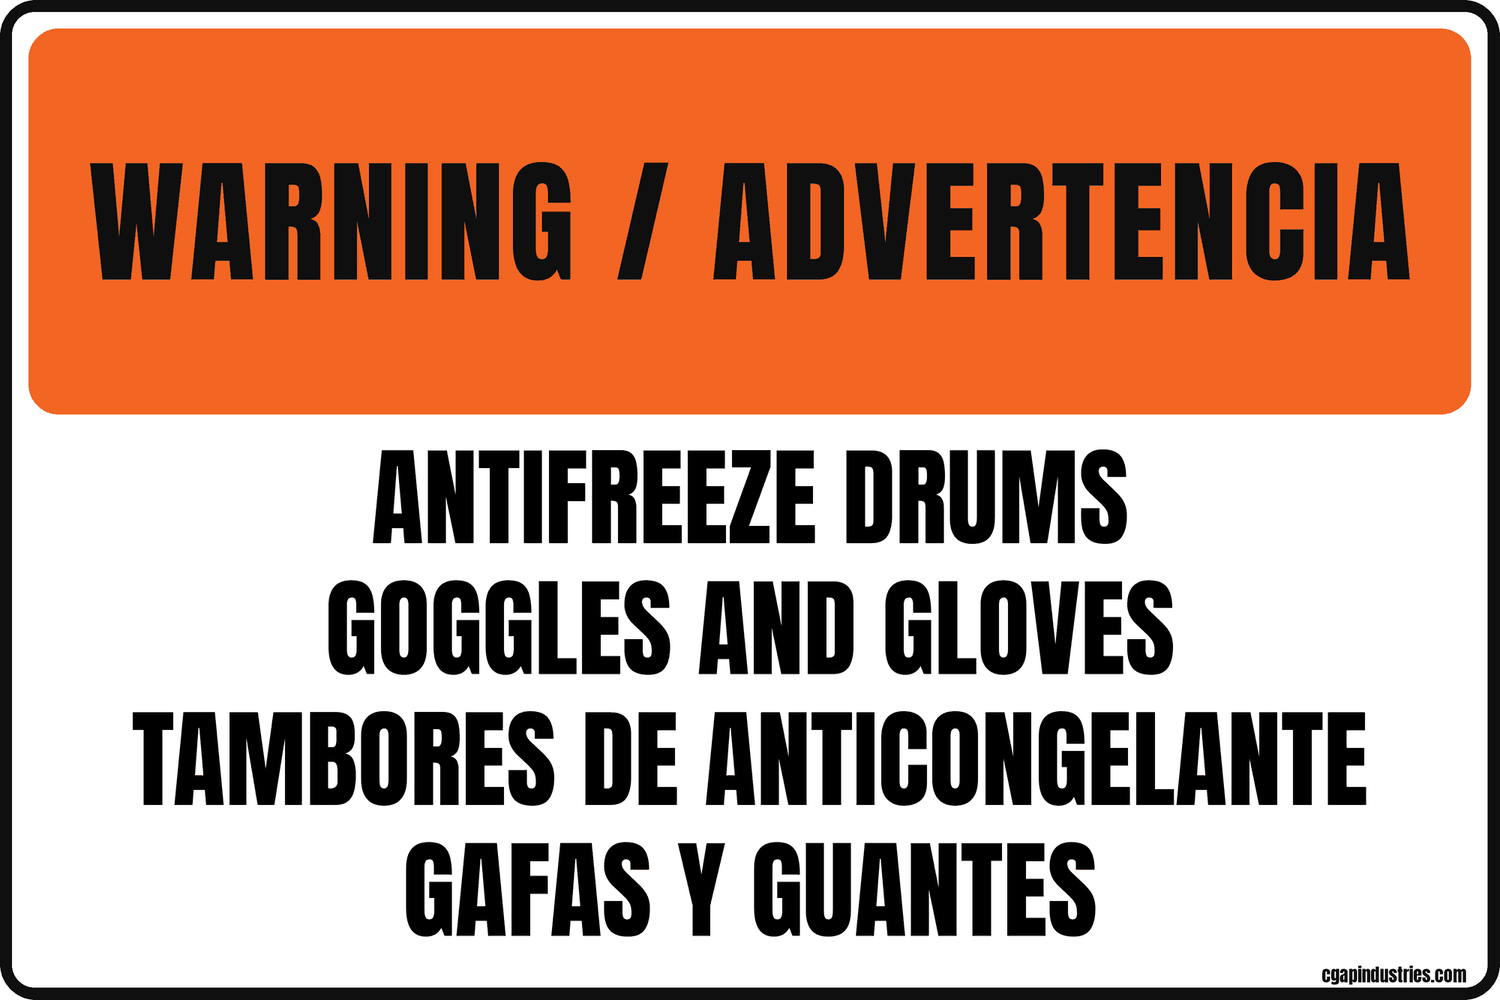 WARNING / ADVERTENCIA
ANTIFREEZE DRUMS
GOGGLES AND GLOVES
TAMBORES DE ANTICONGELANTE
GAFAS Y GUANTES
cgapindustries.com